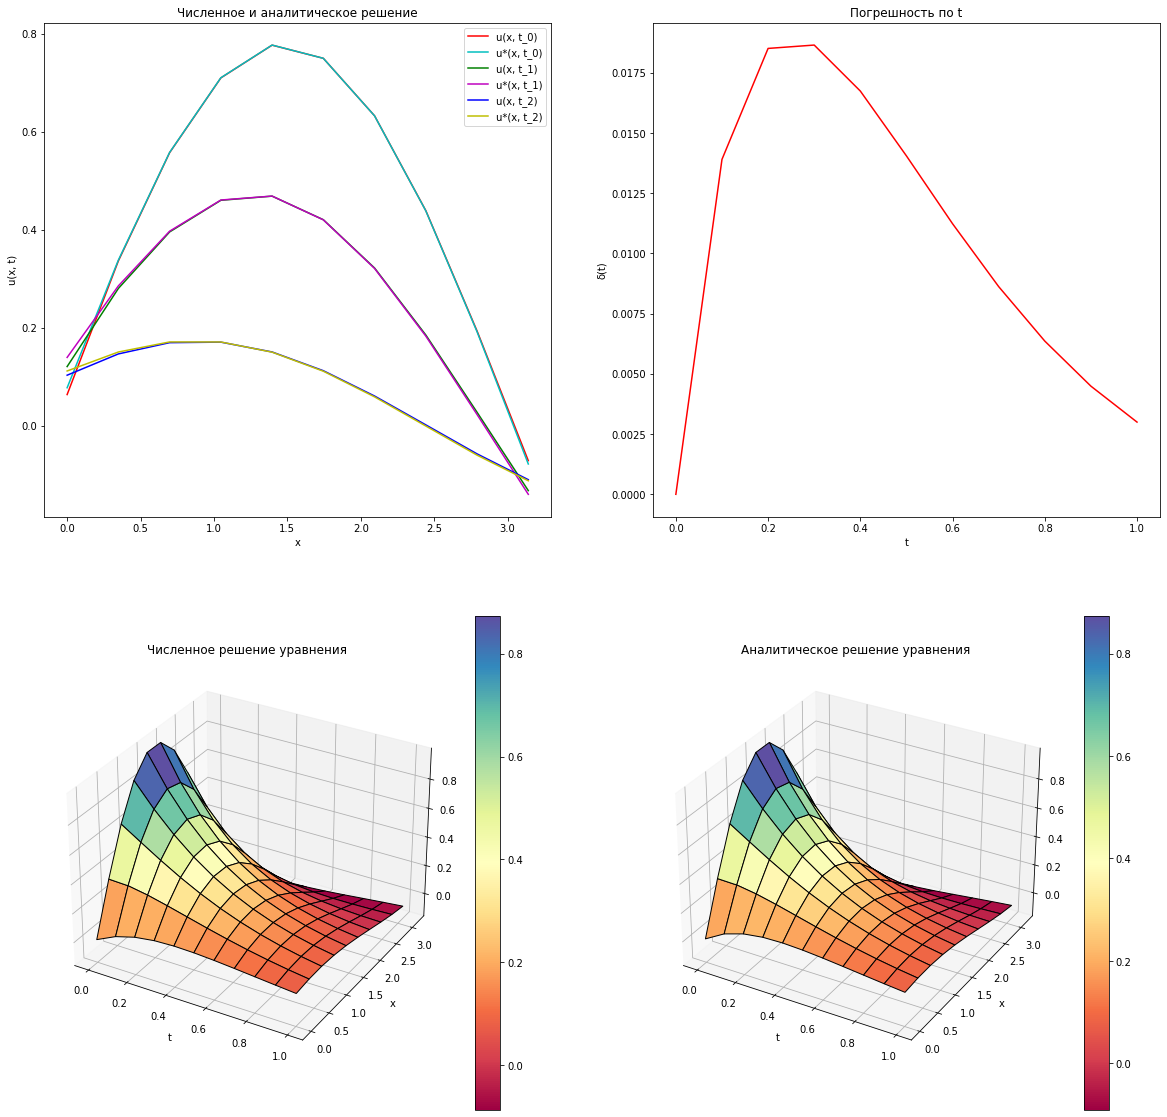 Численное и аналитическое решение
u(x, t_0)
u*(x, t_0)
u(x, t_1)
u*(x, t_1)
u(x, t_2)
u*(x, t_2)
0.8
0.6
0.4
0.2
0.0
u(x, t)
0.0 0.5 1.0 1.5 2.0 2.5 3.0
x
Погрешность по t
0.0175
0.0150
0.0125
0.0100
0.0075
0.0050
0.0025
0.0000
δ(t)
0.0 0.2 0.4 0.6 0.8 1.0
t
Численное решение уравнения
0.8
0.6
0.4
0.2
0.0
0.0 0.2 0.4 0.6 0.8 1.0
t
0.0 0.5 1.0 1.5 2.0 2.5 3.0
x
0.8
0.6
0.4
0.2
0.0
Аналитическое решение уравнения
0.8
0.6
0.4
0.2
0.0
0.0 0.2 0.4 0.6 0.8 1.0
t
0.0 0.5 1.0 1.5 2.0 2.5 3.0
x
0.8
0.6
0.4
0.2
0.0